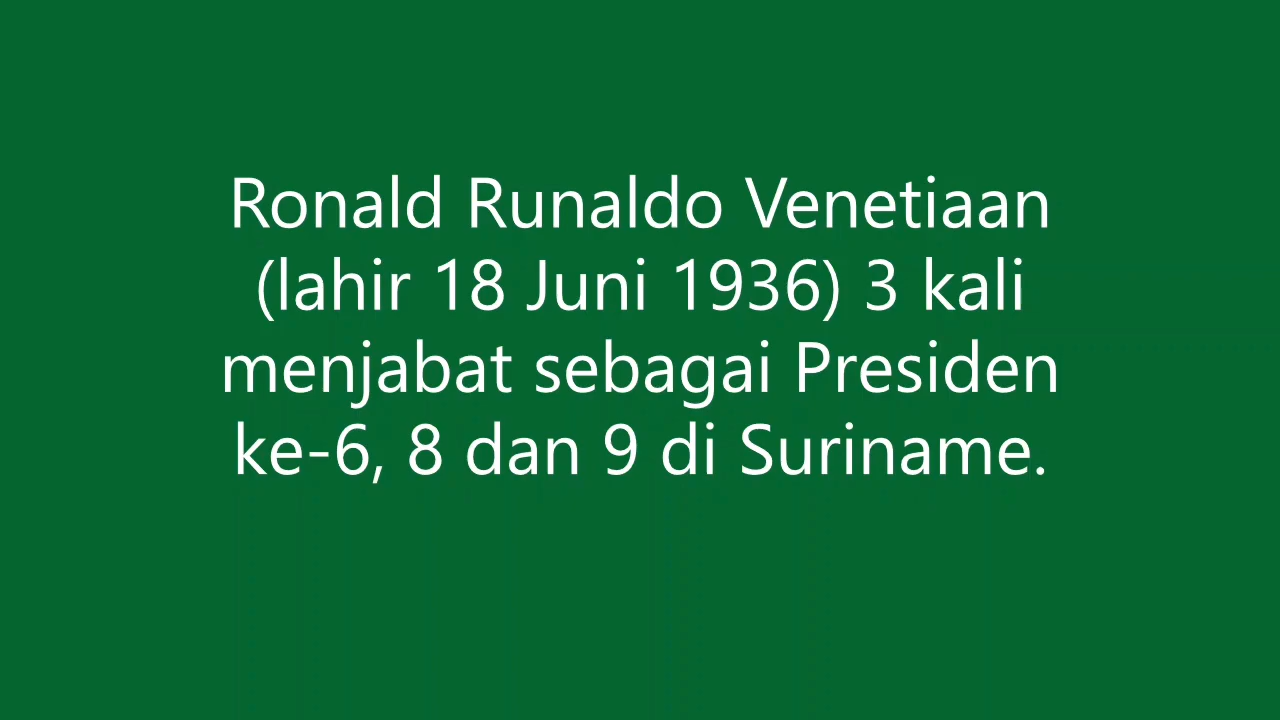 Ronald Runaldo Venetiaan
(lahir 18 Juni 1936) 3 kali
menjabat sebagai Presiden
ke-6, 8 dan 9 di Suriname.